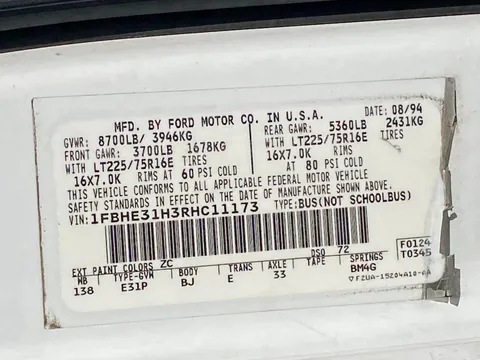 MFD. BY FORD MOTOR CO. IN U.S.A.
DATE: 08/94
GVWR: 8700LB/ 3946KG
FRONT GAWR: 3700LB 1678KG
WITH LT225/75R16E TIRES
16X7.0K RIMS
AT 60 PSI COLD
REAR GAWR: 5360LB 2431KG
WITH LT225/75R16E TIRES
16X7.0K RIMS
AT 80 PSI COLD
THIS VEHICLE CONFORMS TO ALL APPLICABLE FEDERAL MOTOR VEHICLE
SAFETY STANDARDS IN EFFECT ON THE DATE OF MANUFACTURE SHOWN ABOVE.
VIN: 1FBHE31H3RHC11173 TYPE: BUS(NOT SCHOOLBUS)
F0124
T0345
EXT PAINT COLORS ZC DSO 72
WB TYPE-GVW BODY TRANS AXLE TAPE SPRINGS
138 E31P BJ E 33 BM4G